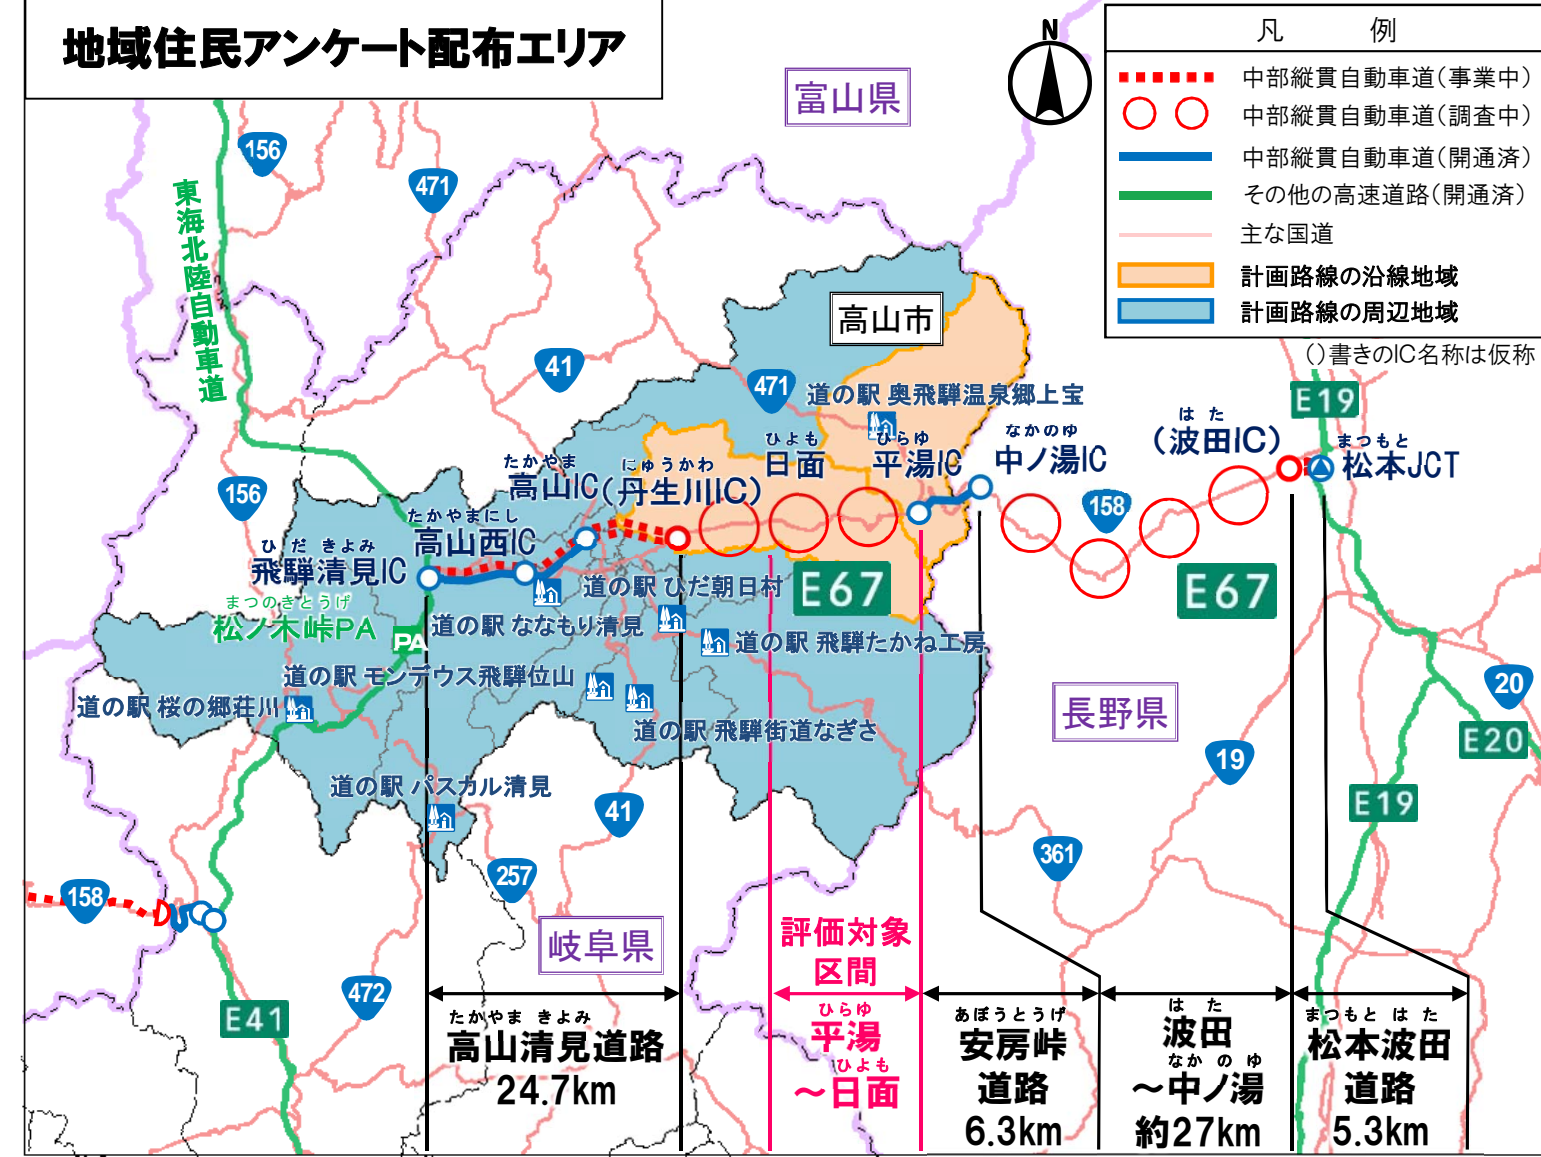 地域住民アンケート配布エリア
N
凡 例
中部縦貫自動車道(事業中)
中部縦貫自動車道(調査中)
中部縦貫自動車道(開通済)
その他の高速道路(開通済)
主な国道
計画路線の沿線地域
計画路線の周辺地域
()書きのIC名称は仮称
富山県
156
471
東海北陸自動車道
高山市
41
471
道の駅 奥飛騨温泉郷上宝
E19
はた
(波田IC)
まつもと
松本JCT
なかのゆ
中ノ湯IC
ひらゆ
平湯IC
ひよも
日面
にゅうかわ
(丹生川IC)
たかやま
高山IC
156
158
たかやまにし
高山西IC
ひだ きよみ
飛騨清見IC
まつのきとうげ
松ノ木峠PA
PA
道の駅 ひだ朝日村
E67
E67
道の駅 ななもり清見
道の駅 飛騨たかね工房
道の駅 モンデウス飛騨位山
道の駅 桜の郷荘川
道の駅 飛騨街道なぎさ
長野県
20
E20
19
道の駅 パスカル清見
41
E19
361
257
158
岐阜県
472
E41
評価対象
区間
ひらゆ
平湯
ひよも
～日面
たかやま きよみ
高山清見道路
24.7km
あぼうとうげ
安房峠
道路
6.3km
はた
波田
なかのゆ
～中ノ湯
約27km
まつもと はた
松本波田
道路
5.3km